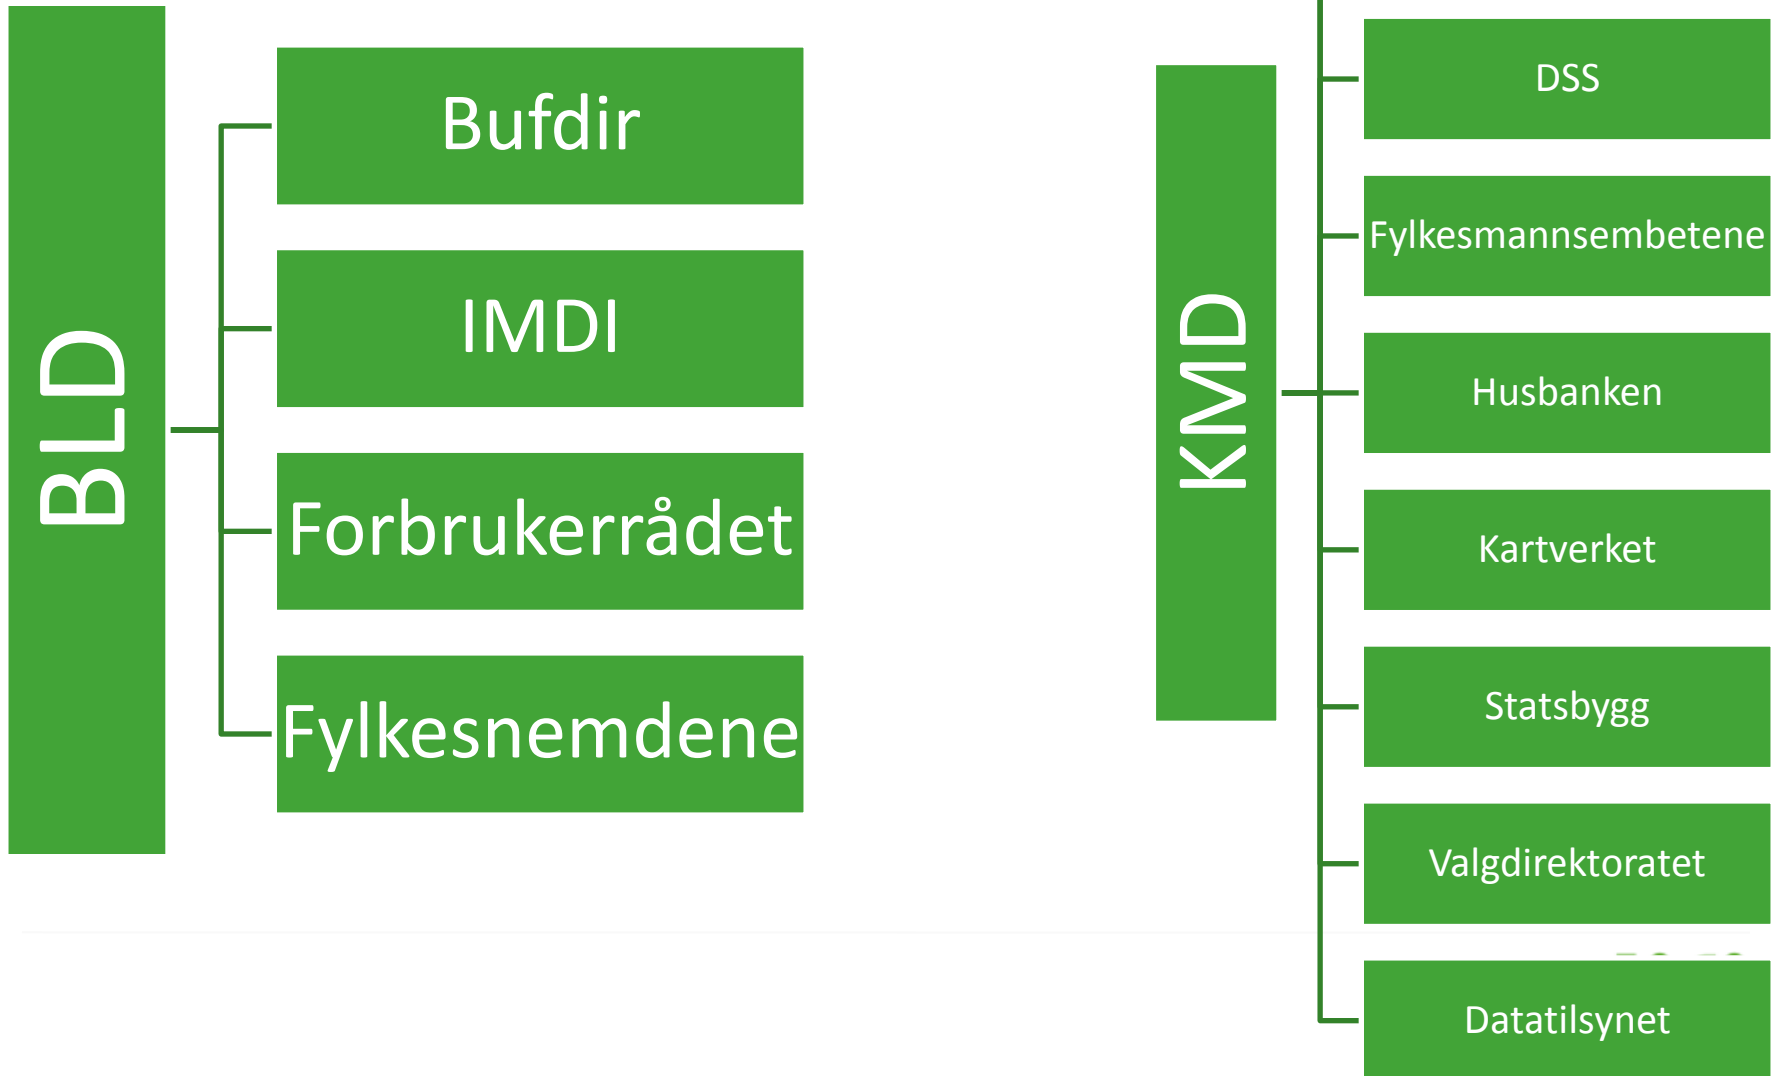 BLD
Bufdir
IMDI
Forbrukerrådet
Fylkesnemdene
KMD
DSS
Fylkesmannsembetene
Husbanken
Kartverket
Statsbygg
Valgdirektoratet
Datatilsynet